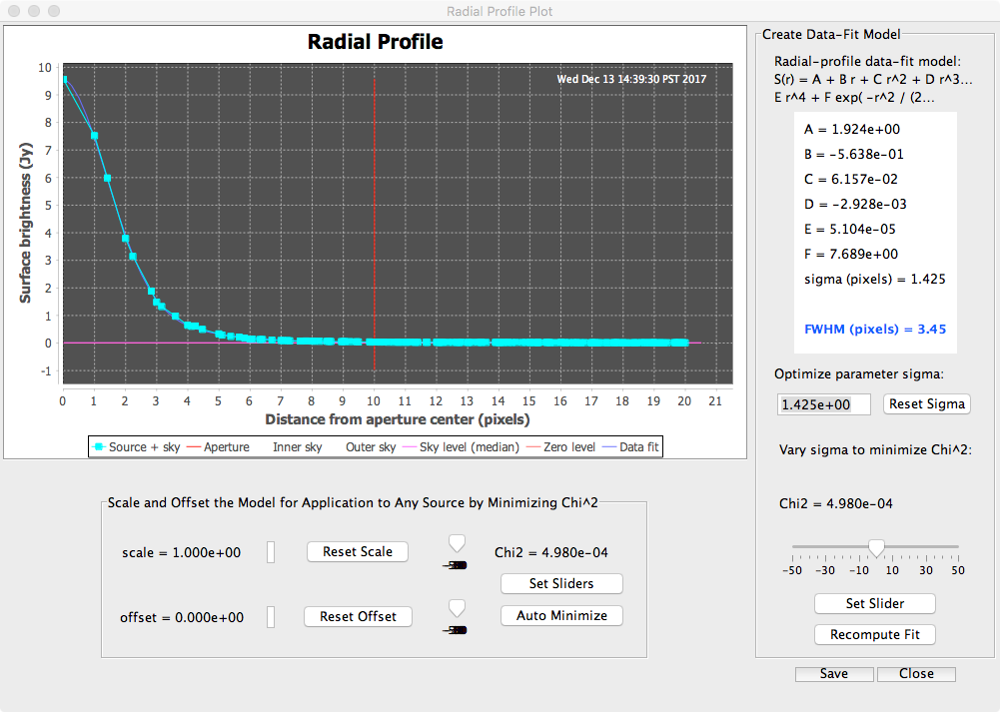 Radial Profile Plot
Radial Profile
Wed Dec 13 14:39:30 PST 2017
Surface brightness (Jy)
10
9
8
7
6
5
4
3
2
1
0
-1
0 1 2 3 4 5 6 7 8 9 10 11 12 13 14 15 16 17 18 19 20 21
Distance from aperture center (pixels)
Source + sky Aperture Inner sky Outer sky Sky level (median) Zero level Data fit
Scale and Offset the Model for Application to Any Source by Minimizing Chi^2
scale = 1.000e+00 Reset Scale Chi2 = 4.980e-04
Set Sliders
offset = 0.000e+00 Reset Offset Auto Minimize
Create Data-Fit Model
Radial-profile data-fit model:
S(r) = A + B r + C r^2 + D r^3...
E r^4 + F exp( -r^2 / (2...
A = 1.924e+00
B = -5.638e-01
C = 6.157e-02
D = -2.928e-03
E = 5.104e-05
F = 7.689e+00
sigma (pixels) = 1.425
FWHM (pixels) = 3.45
Optimize parameter sigma:
1.425e+00 Reset Sigma
Vary sigma to minimize Chi^2:
Chi2 = 4.980e-04
-50 -30 -10 10 30 50
Set Slider
Recompute Fit
Save Close